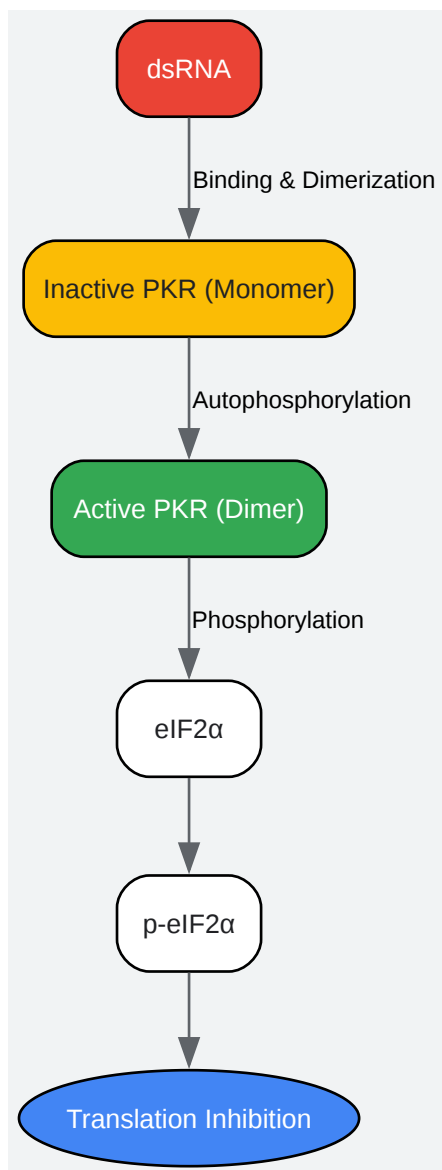 dsRNA
Binding & Dimerization
Inactive PKR (Monomer)
Autophosphorylation
Active PKR (Dimer)
Phosphorylation
eIF2α
p-eIF2α
Translation Inhibition